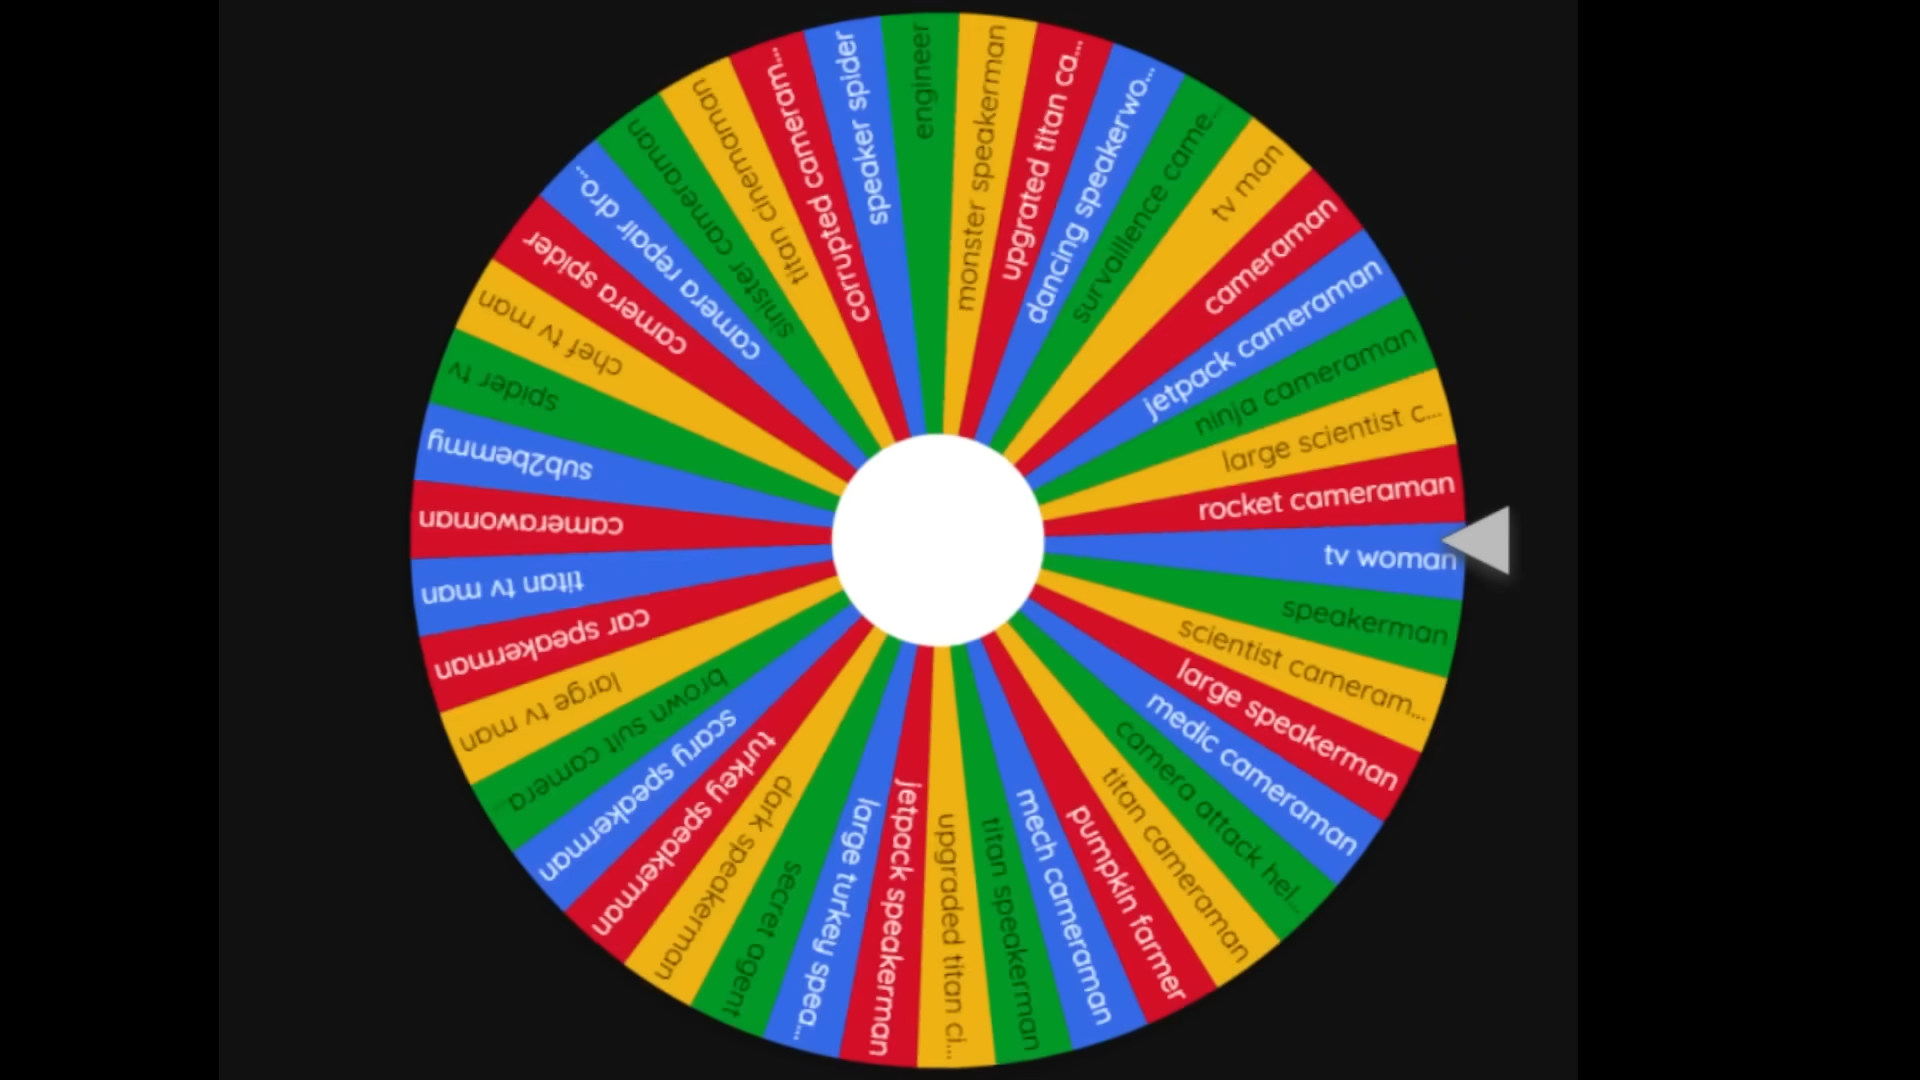 engineer
monster speakerman
upgrated titan ca...
dancing speakerwo...
survaillence came...
tv man
cameraman
jetpack cameraman
ninja cameraman
large scientist c...
rocket cameraman
tv woman
speakerman
scientist cameram...
large speakerman
medic cameraman
camera attack hel...
titan cameraman
pumpkin farmer
mech cameraman
titan speakerman
upgraded titan ci...
jetpack speakerman
large turkey spea...
secret agent
dark speakerman
turkey speakerman
scary speakerman
brown suit camera...
large tv man
car speakerman
titan tv man
camerawoman
sub2bemmy
spider tv
chef tv man
camera spider
camera repair dro...
sinister cameraman
titan cinemaman
corrupted cameram...
speaker spider